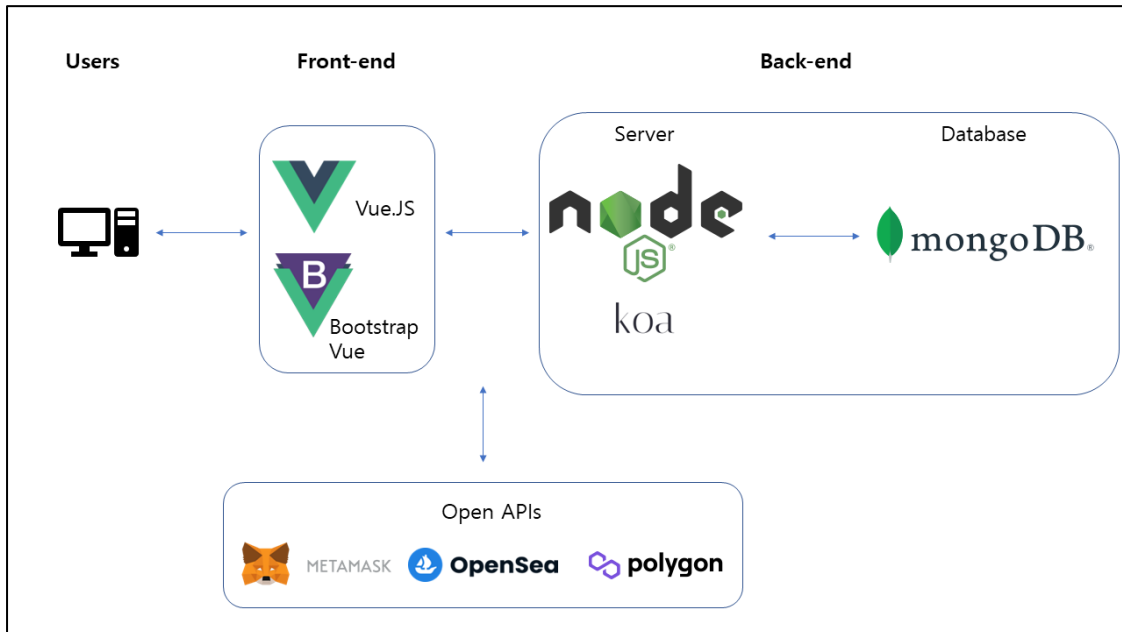 Users
Front-end
Back-end
Server
Database
Vue.JS
node
JS®
mongoDB®
B
Bootstrap
Vue
koa
Open APIs
METAMASK
OpenSea
polygon